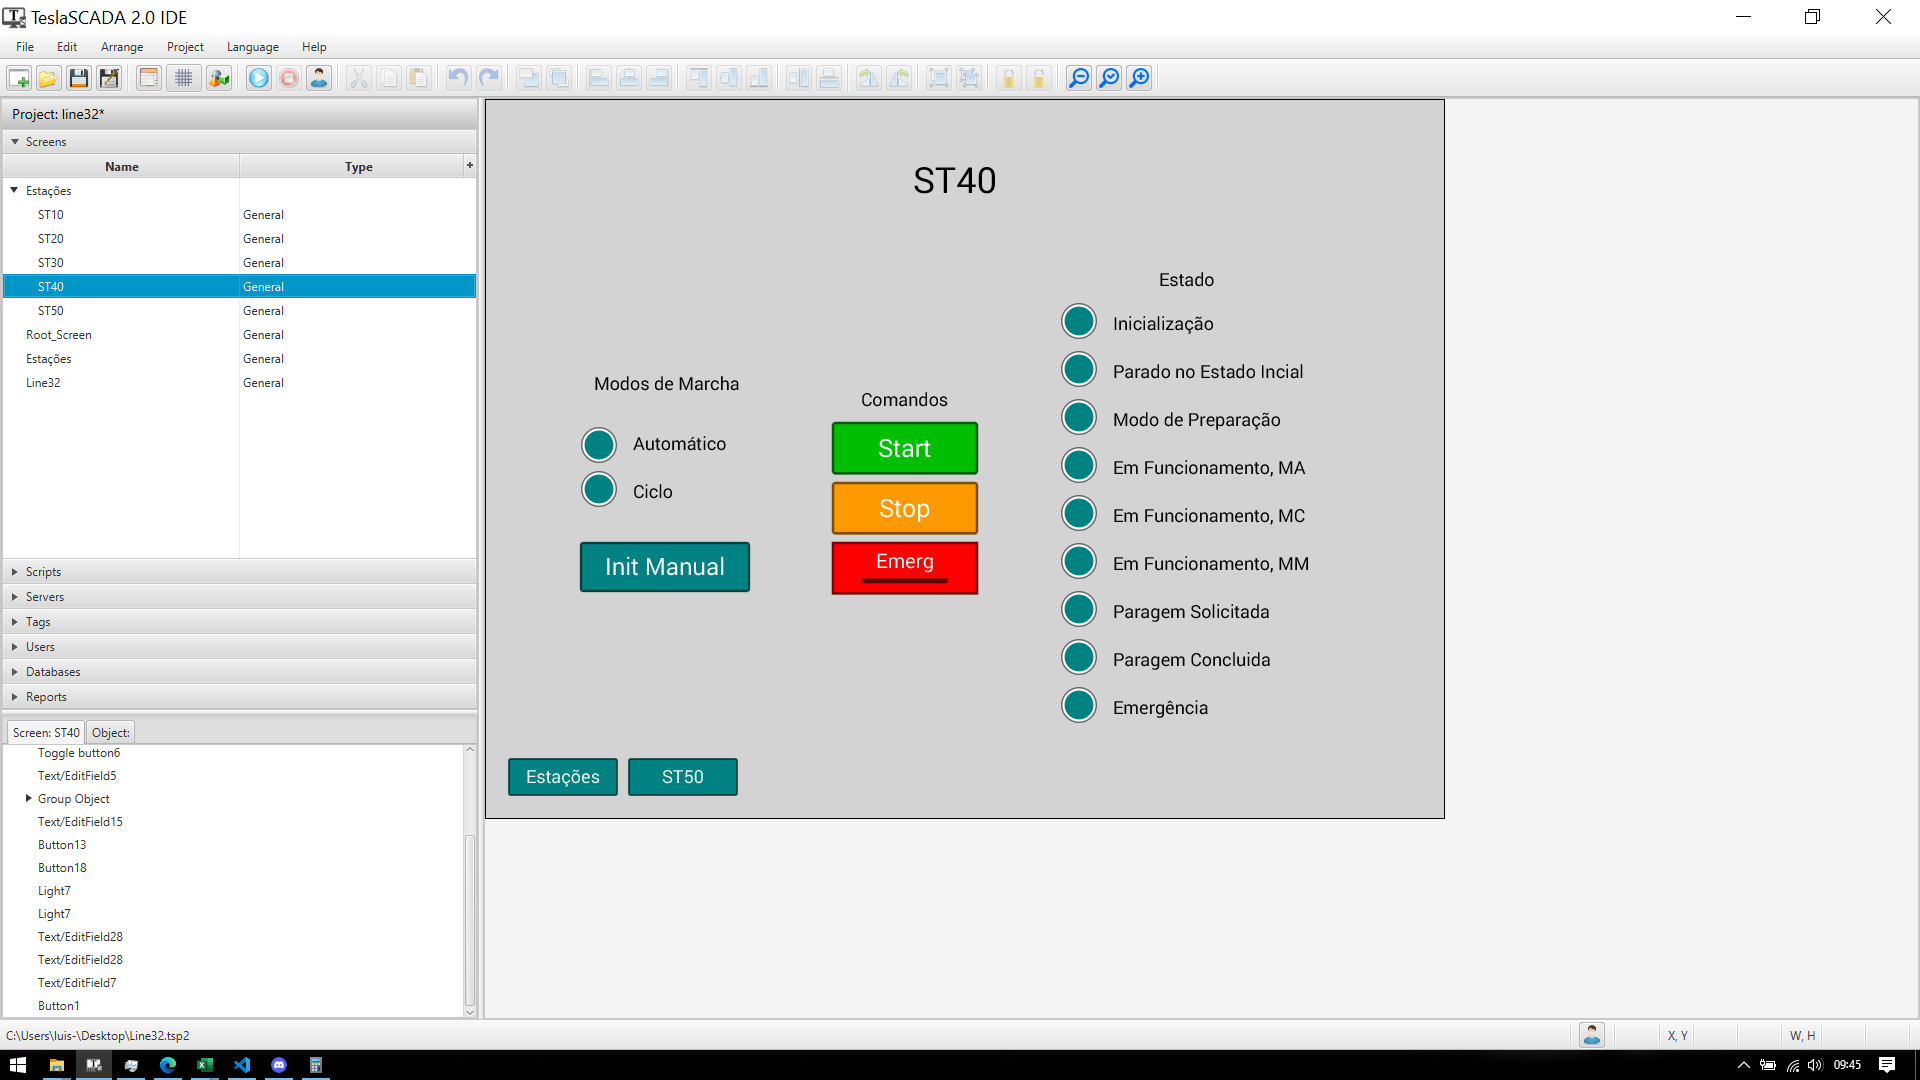 TeslaSCADA 2.0 IDE
File Edit Arrange Project Language Help
Project: line32*
Screens
Name Type
Estações
ST10 General
ST20 General
ST30 General
ST40 General
ST50 General
Root_Screen General
Estações General
Line32 General
Scripts
Servers
Tags
Users
Databases
Reports
Screen: ST40 Object:
Toggle button6
Text/EditField5
Group Object
Text/EditField15
Button13
Button18
Light7
Light7
Text/EditField28
Text/EditField28
Text/EditField7
Button1
ST40
Modos de Marcha
Automático
Ciclo
Init Manual
Comandos
Start
Stop
Emerg
Estado
Inicialização
Parado no Estado Incial
Modo de Preparação
Em Funcionamento, MA
Em Funcionamento, MC
Em Funcionamento, MM
Paragem Solicitada
Paragem Concluida
Emergência
Estações ST50
C:\Users\luis-\Desktop\Line32.tsp2
X, Y W, H
09:45